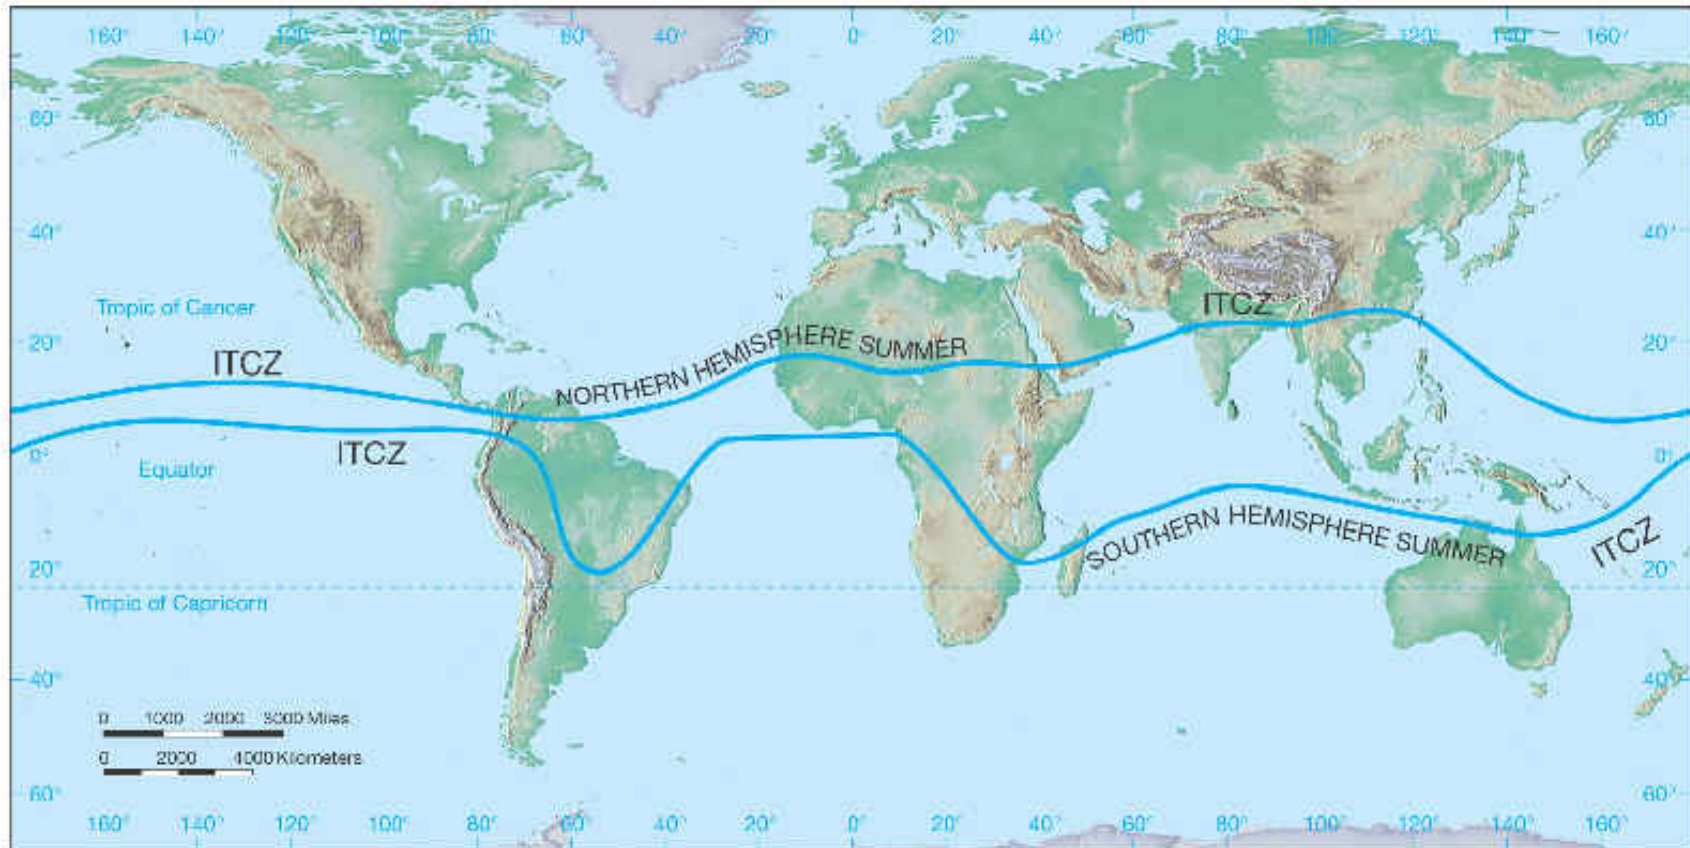 160° 140° 120° 100° 80° 60° 40° 20° 0° 20° 40° 60° 80° 100° 120° 140° 160°
60° 60°
40° 40°
Tropic of Cancer
ITCZ
20° 20°
ITCZ
NORTHERN HEMISPHERE SUMMER
ITCZ
0° 0°
Equator
SOUTHERN HEMISPHERE SUMMER
ITCZ
20° 20°
Tropic of Capricorn
40° 40°
0 1000 2000 3000 Miles
0 2000 4000 Kilometers
60° 60°
160° 140° 120° 100° 80° 60° 40° 20° 0° 20° 40° 60° 80° 100° 120° 140° 160°